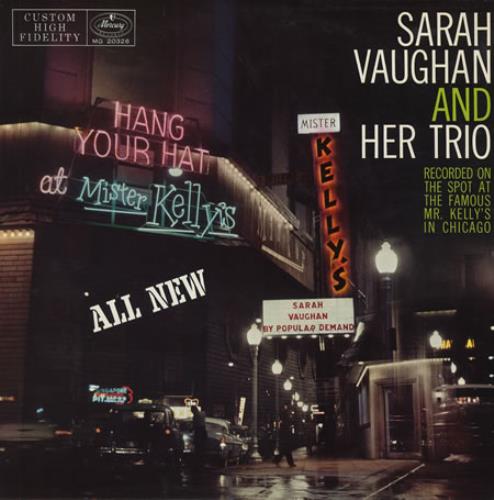 CUSTOM
HIGH
FIDELITY
Mercury
MG 20326
SARAH
VAUGHAN
AND
HER TRIO
RECORDED ON
THE SPOT AT
THE FAMOUS
MR. KELLY'S
IN CHICAGO
HANG
YOUR HAT
at Mister Kelly's
MISTER
KELLY'S
ALL NEW
SARAH
VAUGHAN
BY POPULAR DEMAND
SINGAPORE